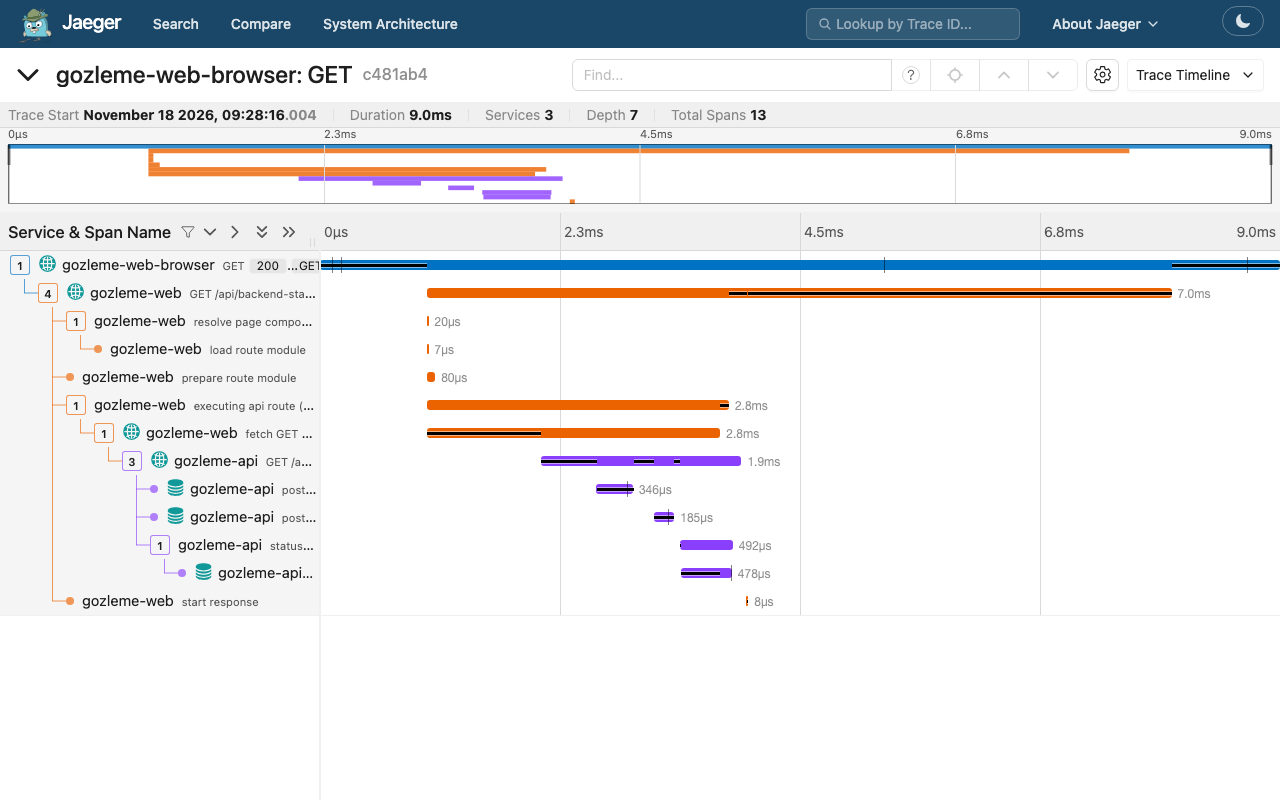 Jaeger Search Compare System Architecture Lookup by Trace ID... About Jaeger
gozleme-web-browser: GET c481ab4 Find... ? Trace Timeline
Trace Start November 18 2026, 09:28:16.004 Duration 9.0ms Services 3 Depth 7 Total Spans 13
0μs 2.3ms 4.5ms 6.8ms 9.0ms
Service & Span Name 0μs 2.3ms 4.5ms 6.8ms 9.0ms
1 gozleme-web-browser GET 200 ...GET
4 gozleme-web GET /api/backend-sta... 7.0ms
1 gozleme-web resolve page compo... 20μs
gozleme-web load route module 7μs
gozleme-web prepare route module 80μs
1 gozleme-web executing api route (... 2.8ms
1 gozleme-web fetch GET ... 2.8ms
3 gozleme-api GET /a... 1.9ms
gozleme-api post... 346μs
gozleme-api post... 185μs
1 gozleme-api status... 492μs
gozleme-api... 478μs
gozleme-web start response 8μs